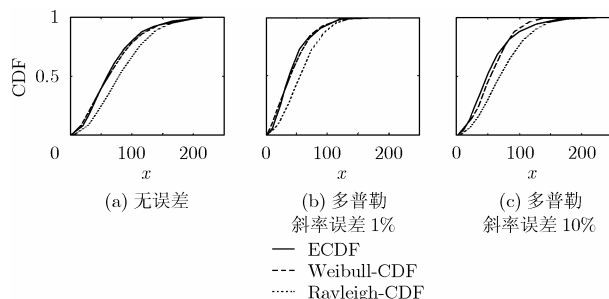 1
0.5
CDF
0 100 200
0 100 200
0 100 200
x
x
x
(a) 无误差
(b) 多普勒
斜率误差 1%
(c) 多普勒
斜率误差 10%
ECDF
Weibull-CDF
Rayleigh-CDF